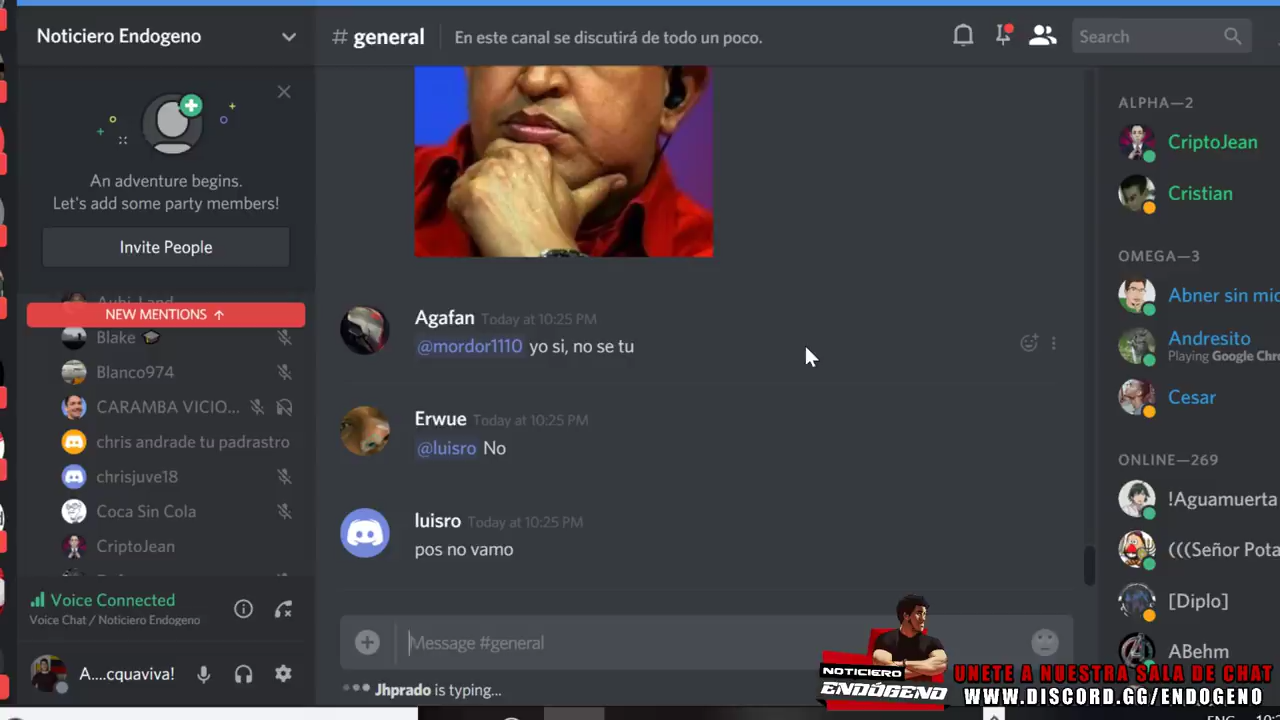 Noticiero Endogeno
# general
En este canal se discutirá de todo un poco.
Search
An adventure begins.
Let's add some party members!
Invite People
NEW MENTIONS ↑
Blake
Blanco974
CARAMBA VICIO...
chris andrade tu padrastro
chrisjuve18
Coca Sin Cola
CriptoJean
Voice Connected
Voice Chat / Noticiero Endogeno
A....cquaviva!
Agafan Today at 10:25 PM
@mordor1110 yo si, no se tu
Erwue Today at 10:25 PM
@luisro No
luisro Today at 10:25 PM
pos no vamo
Message #general
Jhprado is typing...
ALPHA—2
CriptoJean
Cristian
OMEGA—3
Abner sin mic
Andresito
Playing Google Chro
Cesar
ONLINE—269
!Aguamuerta
(((Señor Pota
[Diplo]
ABehm
NOTICIERO
ENDÓGENO
UNETE A NUESTRA SALA DE CHAT
WWW.DISCORD.GG/ENDOGENO
ENG